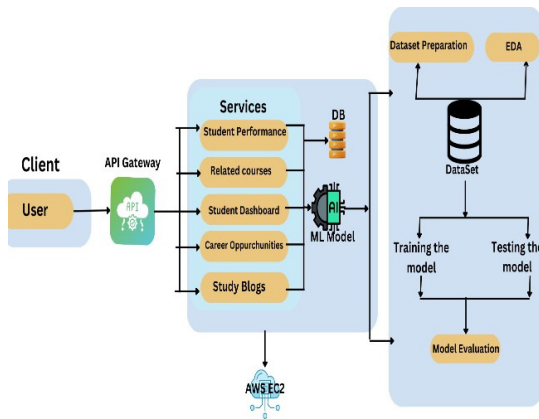 Client
User
API Gateway
API
Services
Student Performance
Related courses
Student Dashboard
Career Oppurchunities
Study Blogs
DB
AI
ML Model
AWS EC2
Dataset Preparation
EDA
DataSet
Training the
model
Testing the
model
Model Evaluation